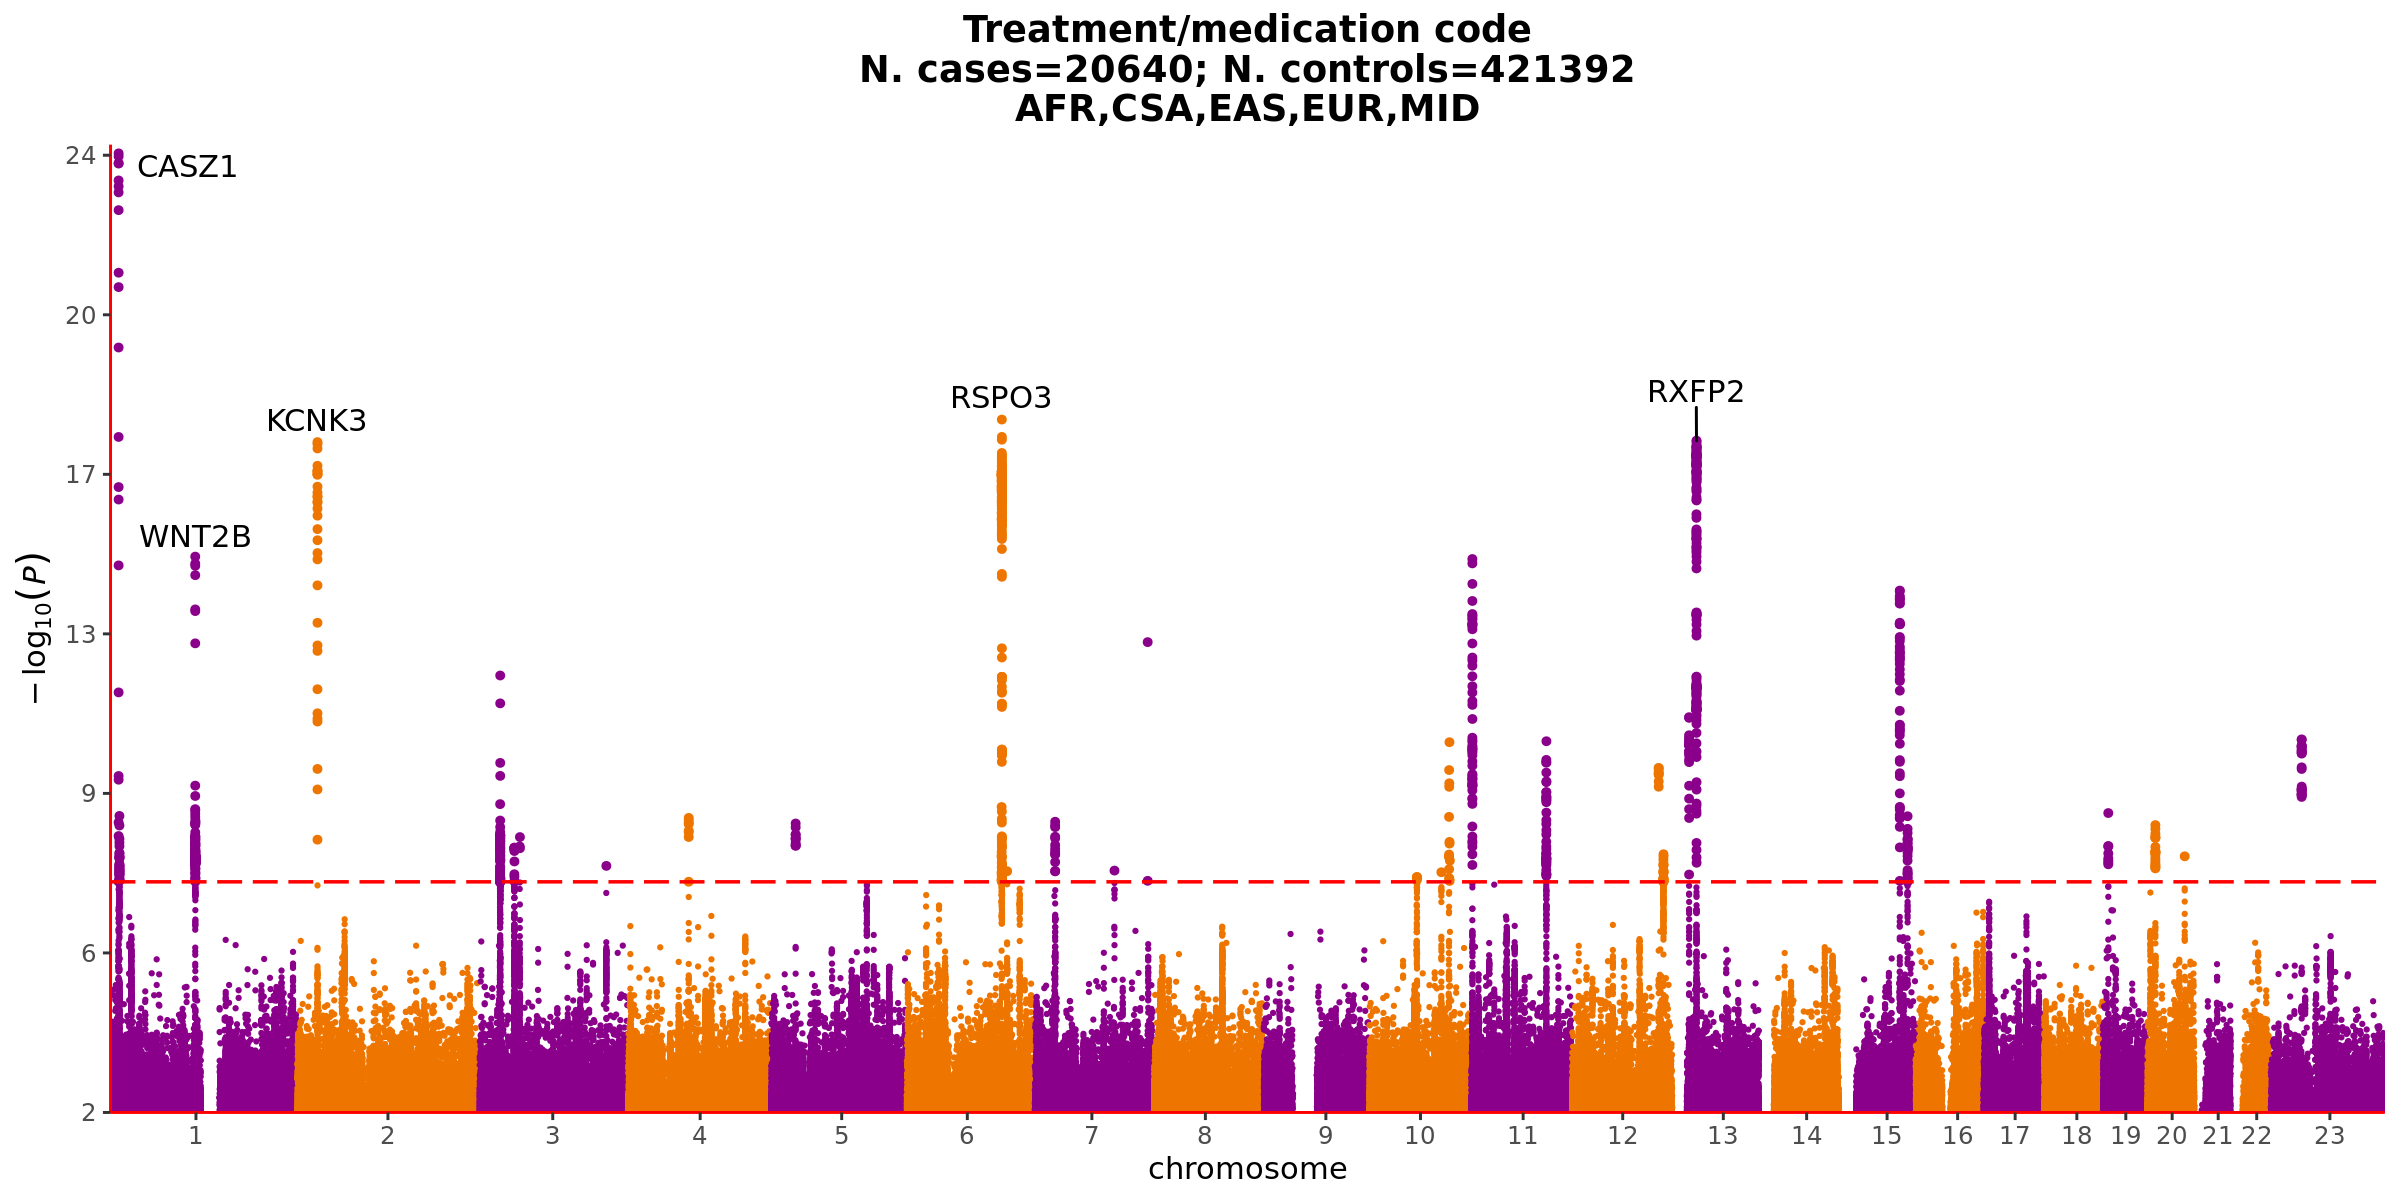 Treatment/medication code
N. cases=20640; N. controls=421392
AFR,CSA,EAS,EUR,MID
24
CASZ1
20
RXFP2
RSPO3
KCNK3
17
WNT2B
−log10(P)
13
9
6
2
1 2 3 4 5 6 7 8 9 10 11 12 13 14 15 16 17 18 19 20 21 22 23
chromosome